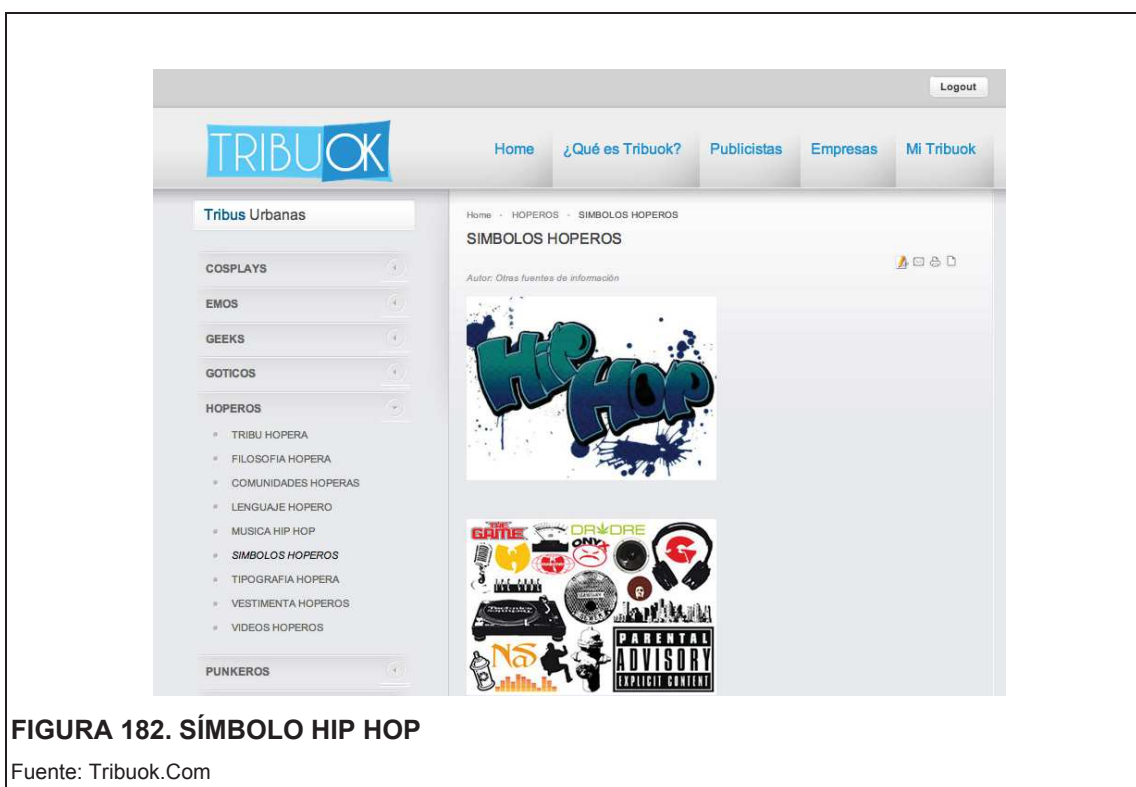 Logout
TRIBUOK
Home ¿Qué es Tribuok? Publicistas Empresas Mi Tribuok
Tribus Urbanas
COSPLAYS
EMOS
GEEKS
GOTICOS
HOPEROS
TRIBU HOPERA
FILOSOFIA HOPERA
COMUNIDADES HOPERAS
LENGUAJE HOPERO
MUSICA HIP HOP
SIMBOLOS HOPEROS
TIPOGRAFIA HOPERA
VESTIMENTA HOPEROS
VIDEOS HOPEROS
PUNKEROS
Home - HOPEROS - SIMBOLOS HOPEROS
SIMBOLOS HOPEROS
Autor: Otras fuentes de información
HIP HOP
THE GAME
DR DRE
ONYX
Technics
NAS
PARENTAL
ADVISORY
EXPLICIT CONTENT
FIGURA 182. SÍMBOLO HIP HOP
Fuente: Tribuok.Com